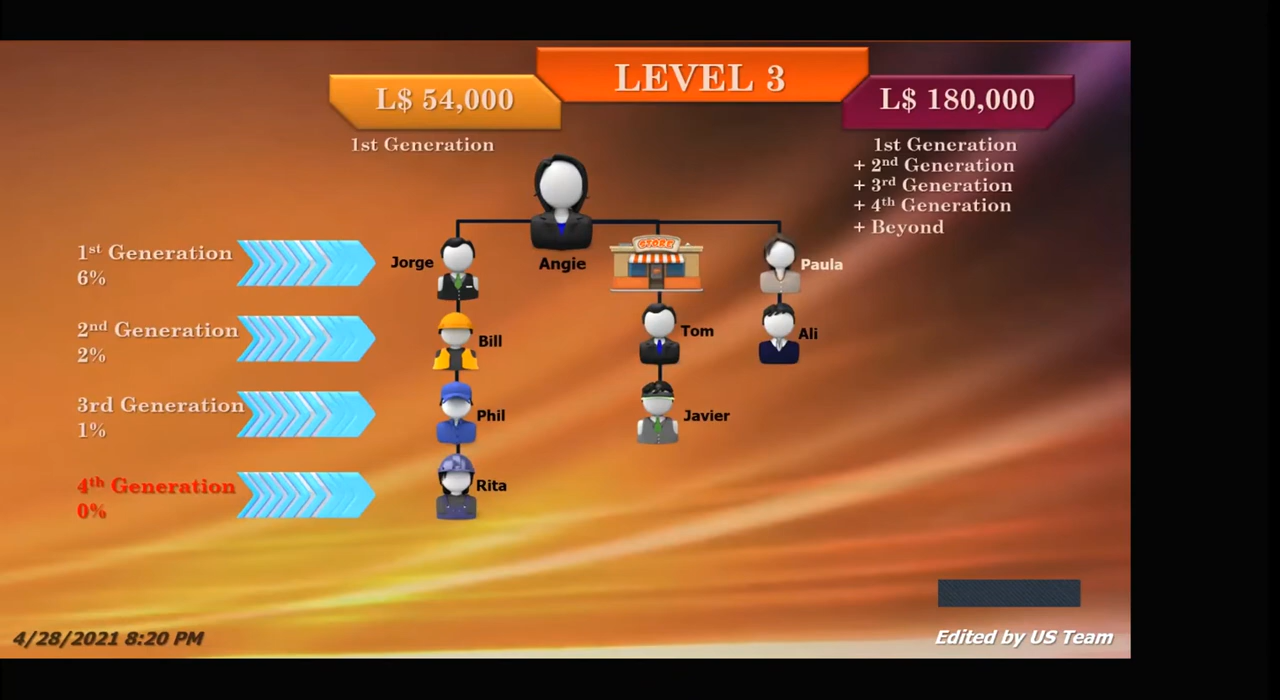 LEVEL 3
L$ 54,000
L$ 180,000
1st Generation
1st Generation
+ 2nd Generation
+ 3rd Generation
+ 4th Generation
+ Beyond
1st Generation
6%
Jorge
Angie
STORE
Paula
2nd Generation
2%
Bill
Tom
Ali
3rd Generation
1%
Phil
Javier
4th Generation
0%
Rita
4/28/2021 8:20 PM
Edited by US Team